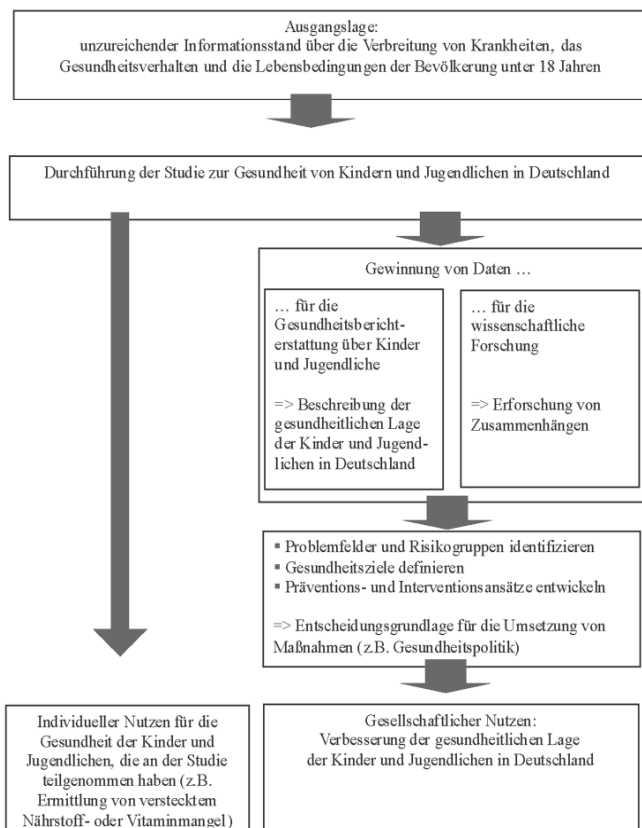 Ausgangslage:
unzureichender Informationsstand über die Verbreitung von Krankheiten, das
Gesundheitsverhalten und die Lebensbedingungen der Bevölkerung unter 18 Jahren
Durchführung der Studie zur Gesundheit von Kindern und Jugendlichen in Deutschland
Gewinnung von Daten …
… für die
Gesundheitsbericht-
erstattung über Kinder
und Jugendliche
=> Beschreibung der
gesundheitlichen Lage
der Kinder und Jugend-
lichen in Deutschland
… für die
wissenschaftliche
Forschung
=> Erforschung von
Zusammenhängen
▪ Problemfelder und Risikogruppen identifizieren
▪ Gesundheitsziele definieren
▪ Präventions- und Interventionsansätze entwickeln
=> Entscheidungsgrundlage für die Umsetzung von
Maßnahmen (z.B. Gesundheitspolitik)
Individueller Nutzen für die
Gesundheit der Kinder und
Jugendlichen, die an der Studie
teilgenommen haben (z.B.
Ermittlung von verstecktem
Nährstoff- oder Vitaminmangel)
Gesellschaftlicher Nutzen:
Verbesserung der gesundheitlichen Lage
der Kinder und Jugendlichen in Deutschland